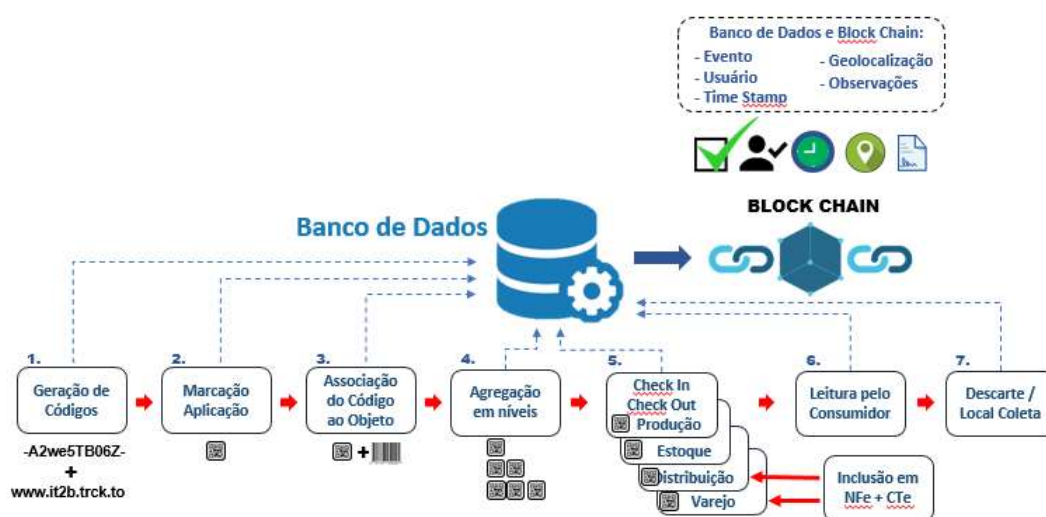 Banco de Dados e Block Chain:
- Evento
- Usuário
- Time Stamp
- Geolocalização
- Observações
BLOCK CHAIN
Banco de Dados
1.
Geração de
Códigos
-A2we5TB06Z-
+
www.it2b.trck.to
2.
Marcação
Aplicação
3.
Associação
do Código
ao Objeto
+
4.
Agregação
em níveis
5.
Check In
Check Out
Produção
Estoque
Distribuição
Varejo
6.
Leitura pelo
Consumidor
7.
Descarte /
Local Coleta
Inclusão em
NFe + CTe